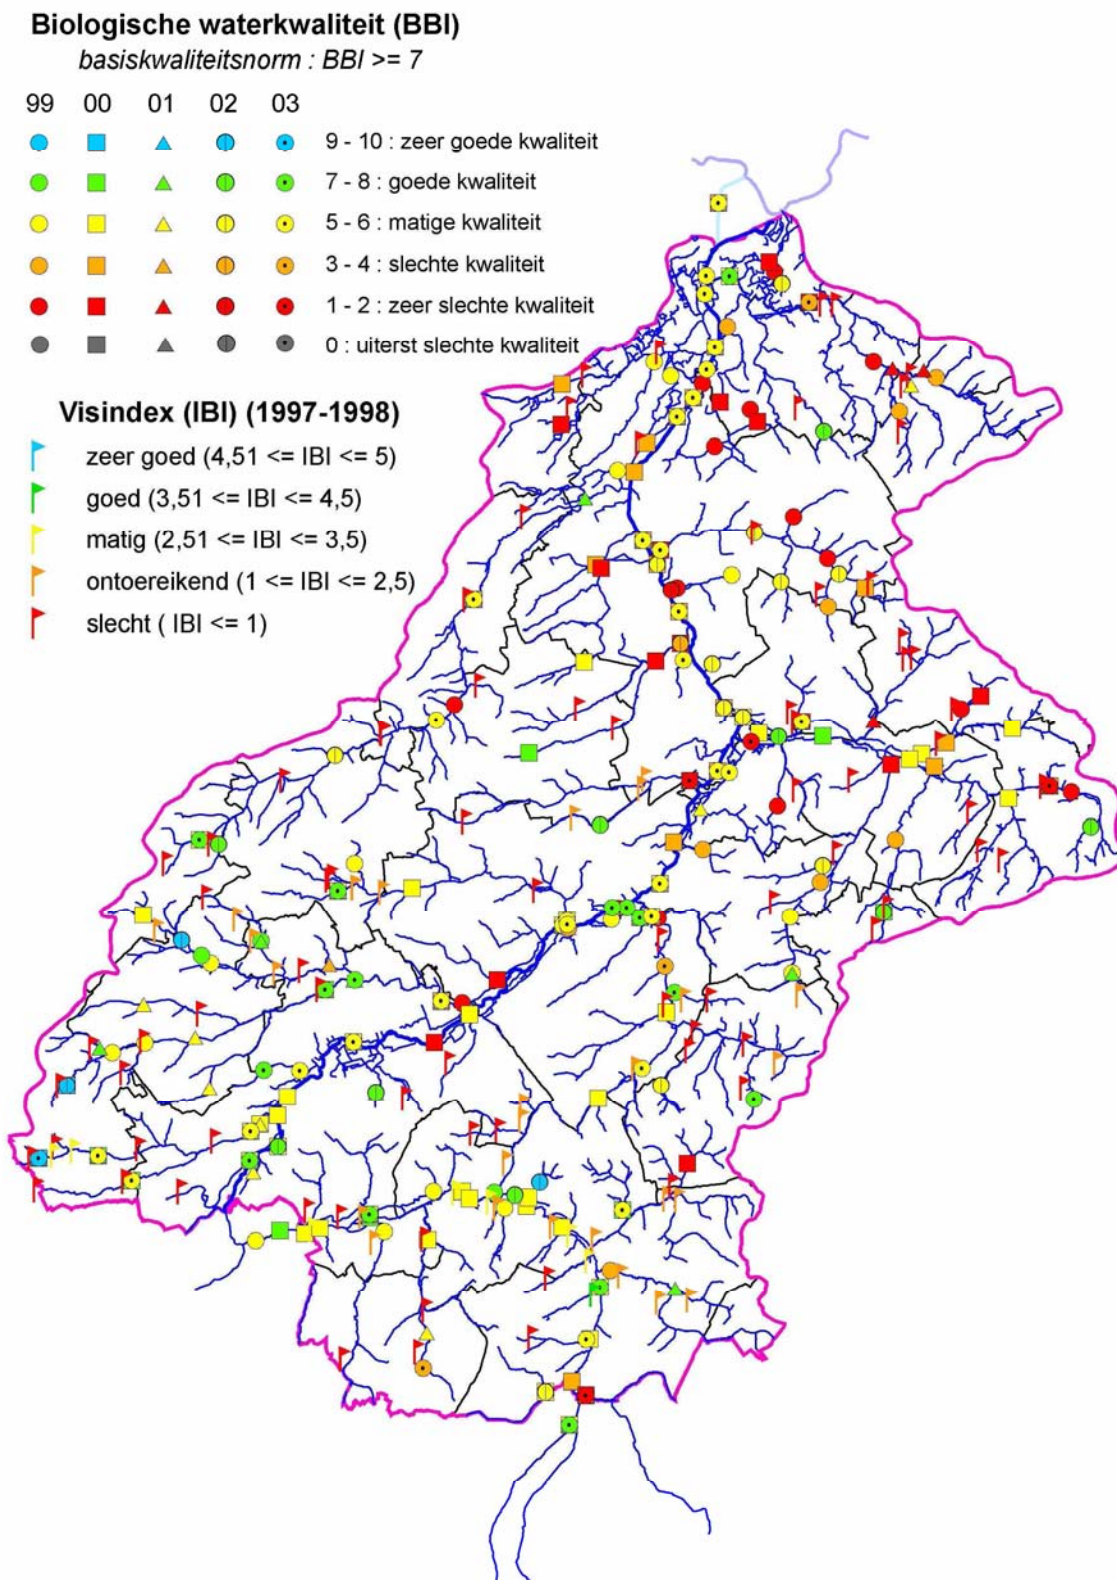 Biologische waterkwaliteit (BBI)
basiskwaliteitsnorm : BBI >= 7
99 00 01 02 03
9 - 10 : zeer goede kwaliteit
7 - 8 : goede kwaliteit
5 - 6 : matige kwaliteit
3 - 4 : slechte kwaliteit
1 - 2 : zeer slechte kwaliteit
0 : uiterst slechte kwaliteit
Visindex (IBI) (1997-1998)
zeer goed (4,51 <= IBI <= 5)
goed (3,51 <= IBI <= 4,5)
matig (2,51 <= IBI <= 3,5)
ontoereikend (1 <= IBI <= 2,5)
slecht ( IBI <= 1)